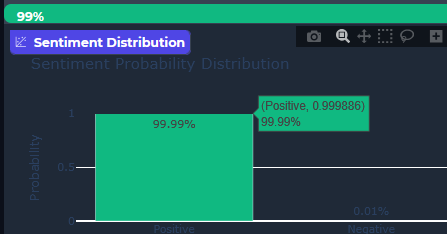 99%
Sentiment Distribution
Sentiment Probability Distribution
(Positive, 0.999886)
99.99%
99.99%
1
0.5
0
Probability
0.01%
Positive
Negative